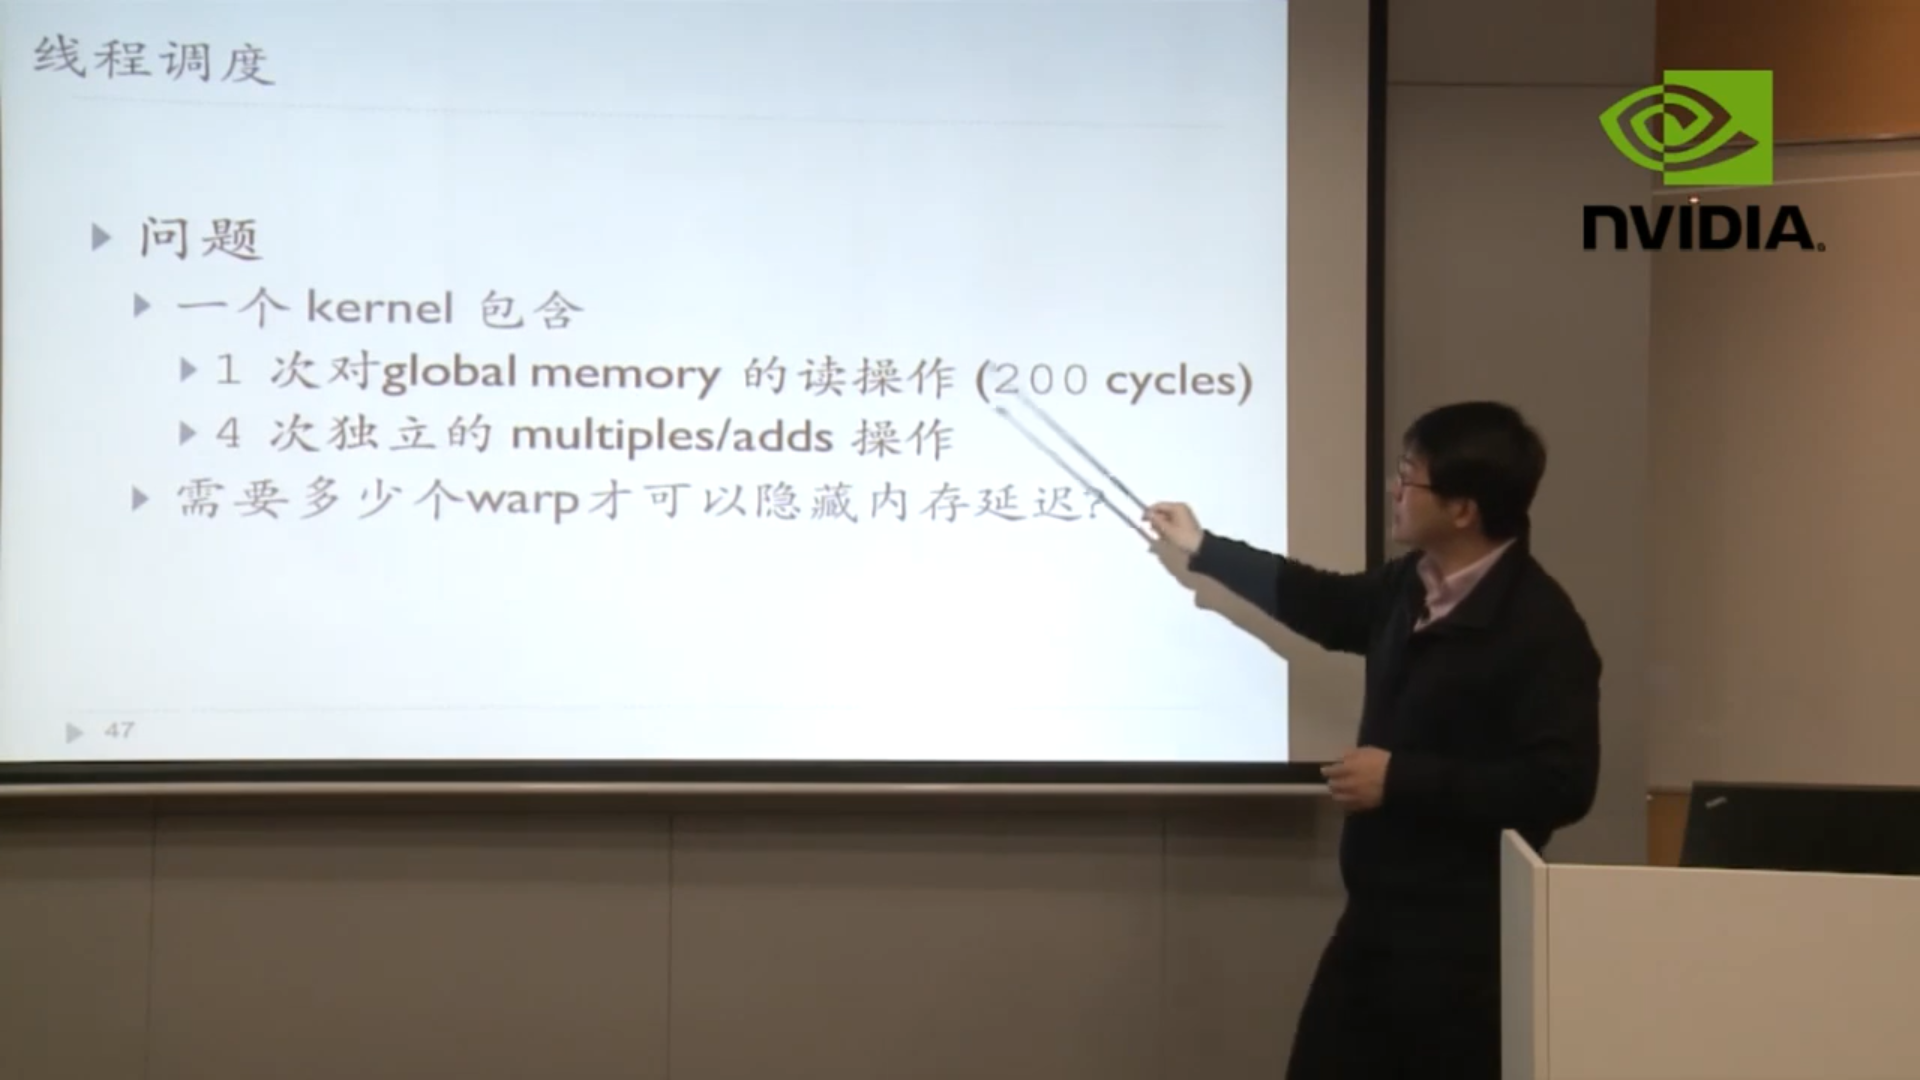 线程调度
问题
一个 kernel 包含
1 次对global memory 的读操作 (200 cycles)
4 次独立的 multiples/adds 操作
需要多少个warp才可以隐藏内存延迟?
47
NVIDIA